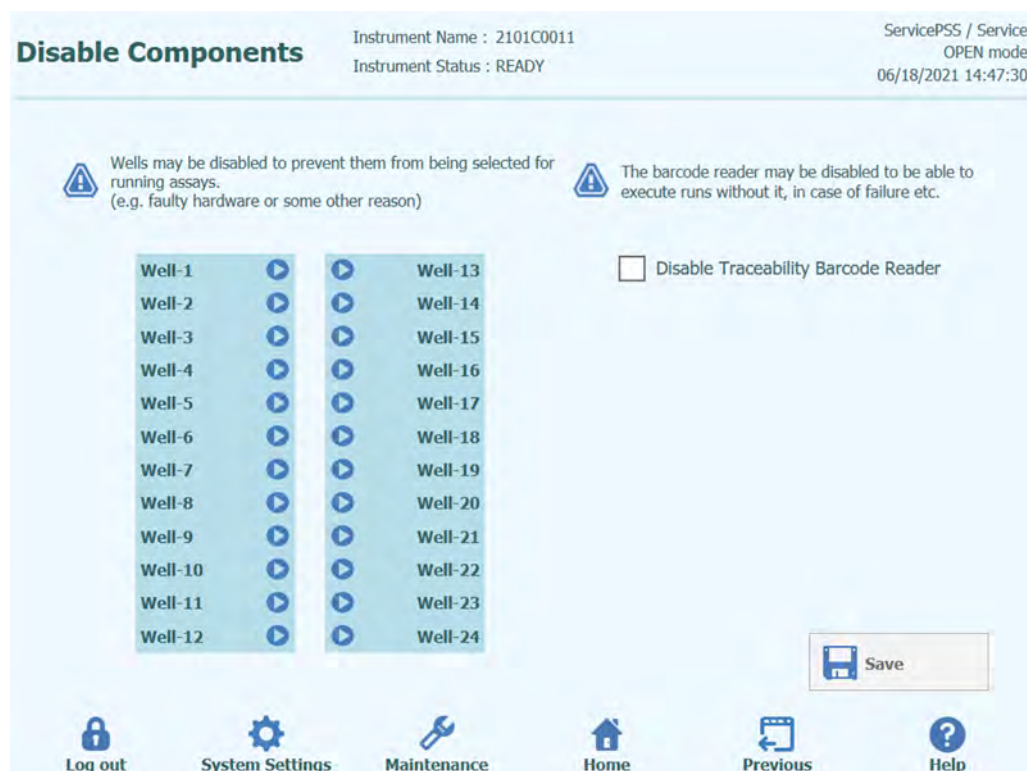 Disable Components
Instrument Name : 2101C0011
Instrument Status : READY
ServicePSS / Service
OPEN mode
06/18/2021 14:47:30
Wells may be disabled to prevent them from being selected for
running assays.
(e.g. faulty hardware or some other reason)
The barcode reader may be disabled to be able to
execute runs without it, in case of failure etc.
Well-1 Well-13
Well-2 Well-14
Well-3 Well-15
Well-4 Well-16
Well-5 Well-17
Well-6 Well-18
Well-7 Well-19
Well-8 Well-20
Well-9 Well-21
Well-10 Well-22
Well-11 Well-23
Well-12 Well-24
Disable Traceability Barcode Reader
Save
Log out System Settings Maintenance Home Previous Help